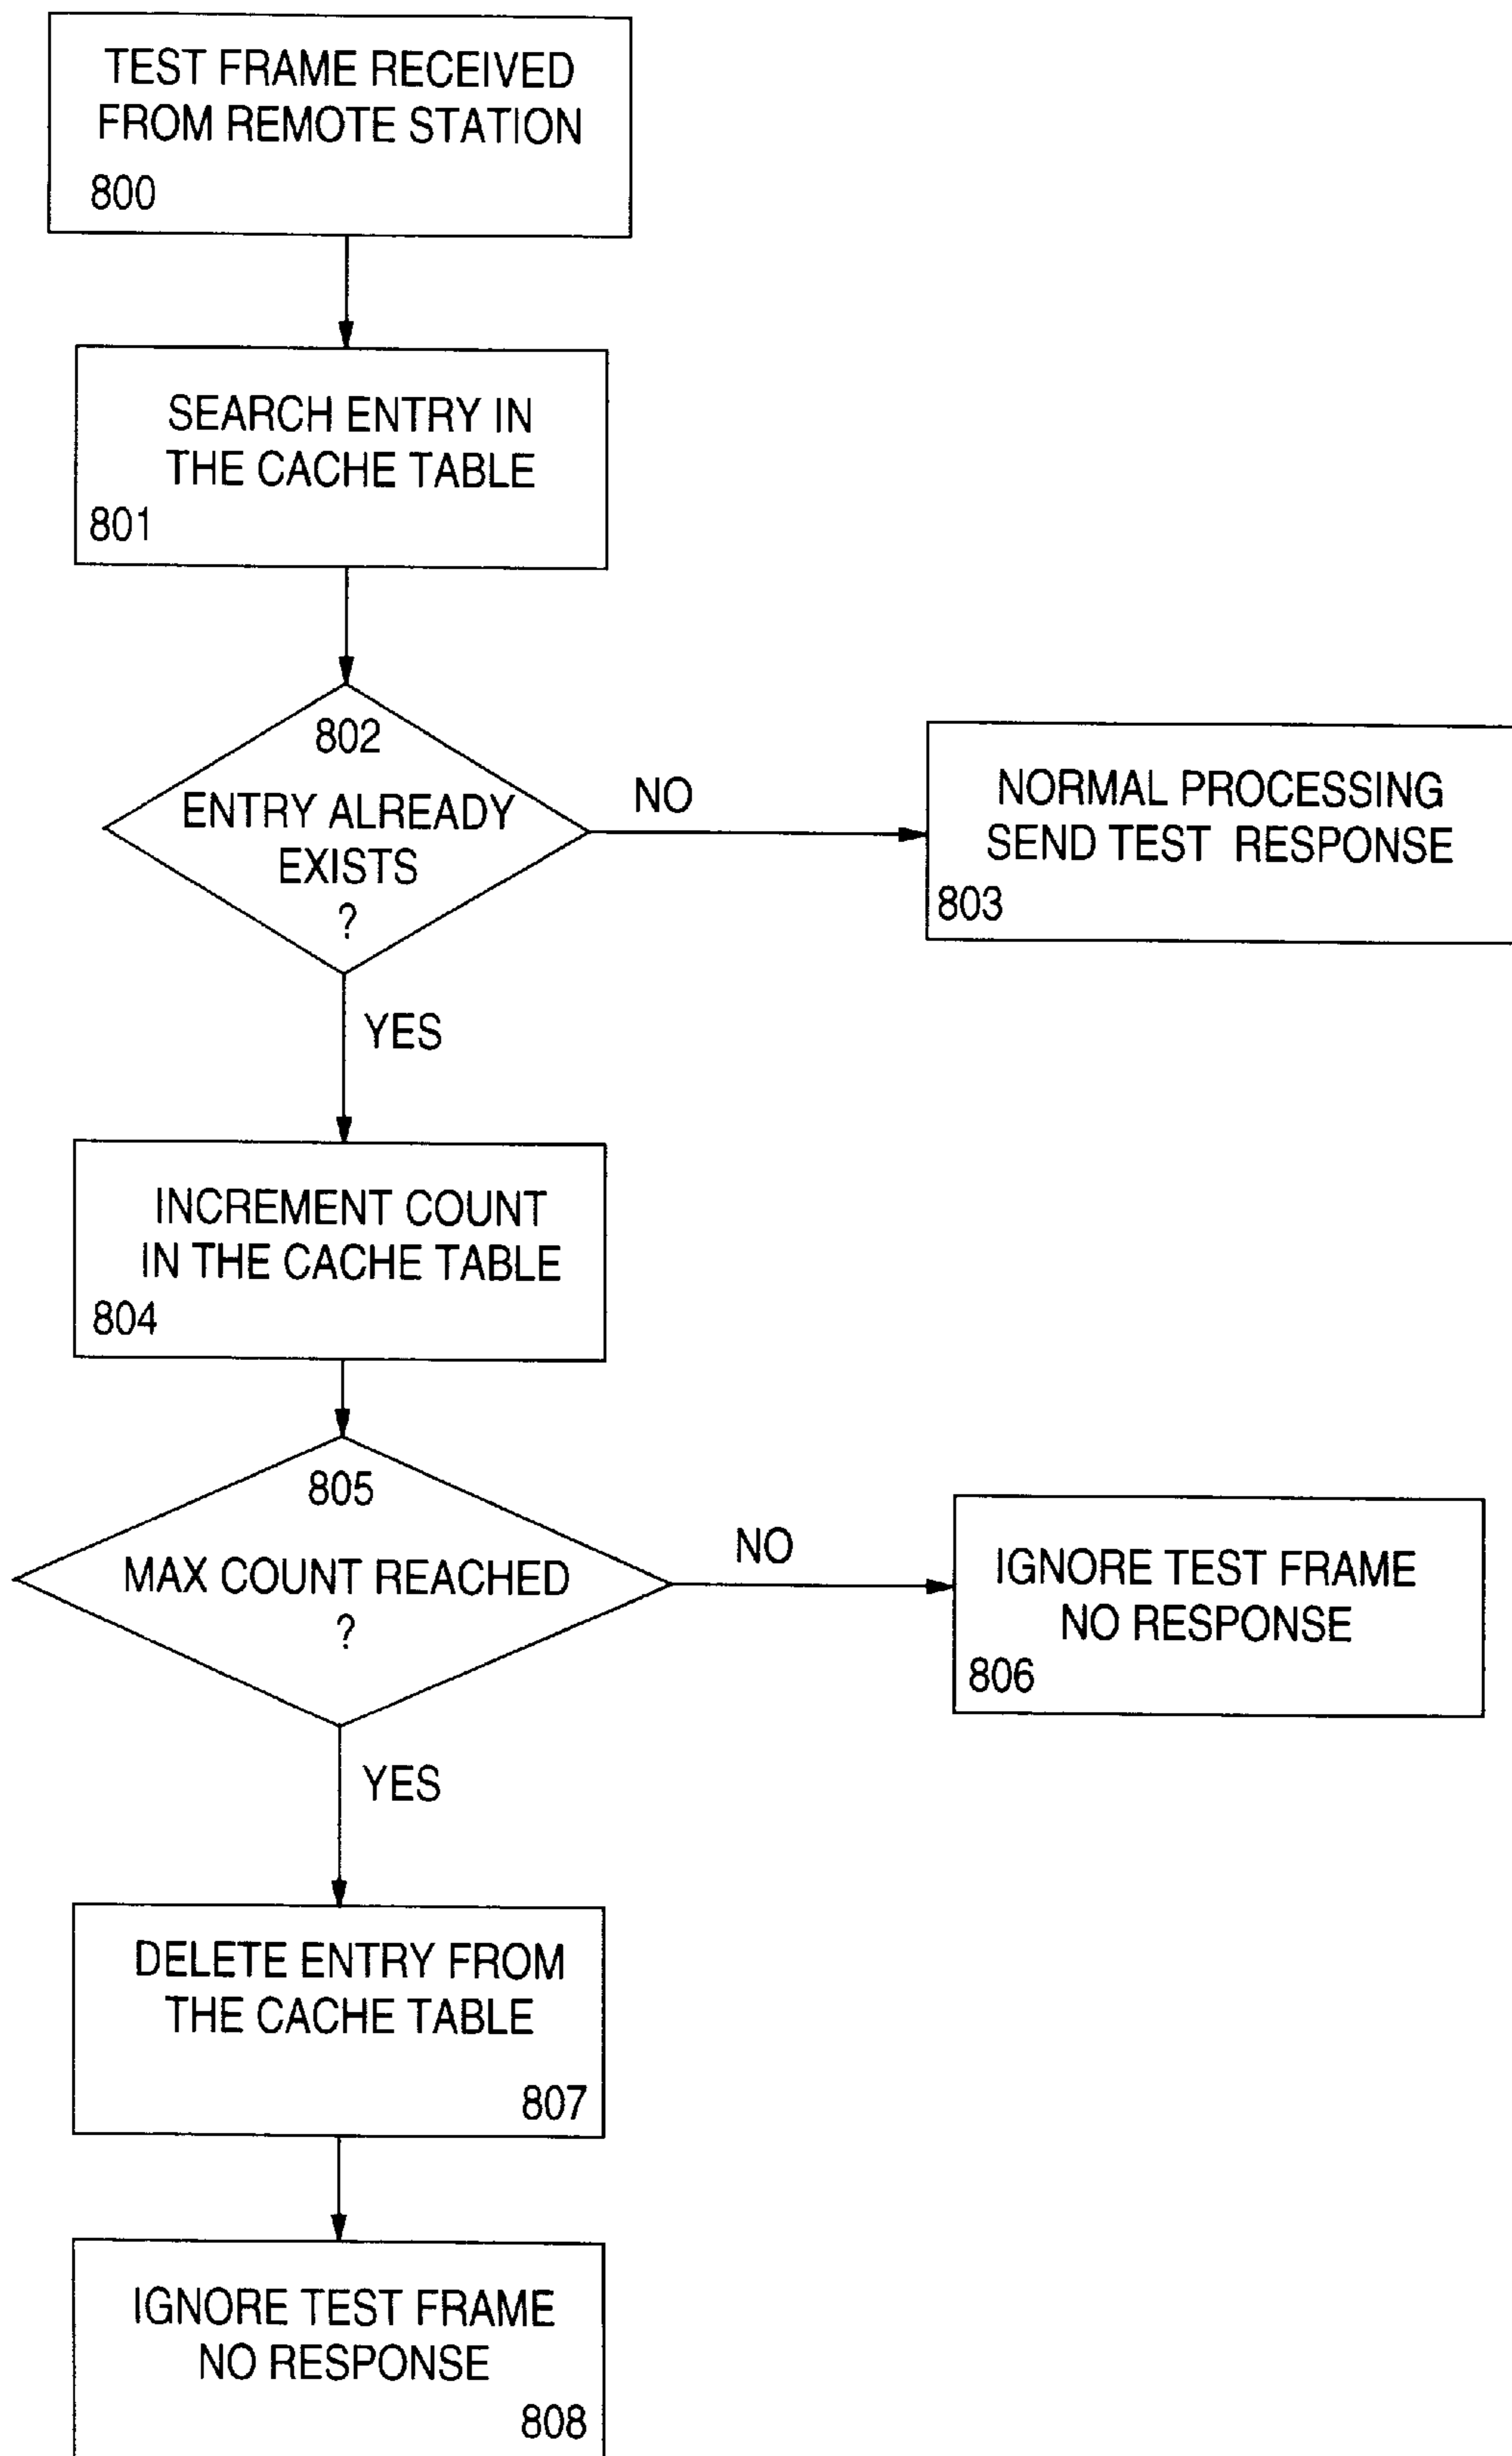 TEST FRAME RECEIVED
FROM REMOTE STATION
800
SEARCH ENTRY IN
THE CACHE TABLE
801
802
ENTRY ALREADY
EXISTS
?
NO
NORMAL PROCESSING
SEND TEST RESPONSE
803
YES
INCREMENT COUNT
IN THE CACHE TABLE
804
805
MAX COUNT REACHED
?
NO
IGNORE TEST FRAME
NO RESPONSE
806
YES
DELETE ENTRY FROM
THE CACHE TABLE
807
IGNORE TEST FRAME
NO RESPONSE
808